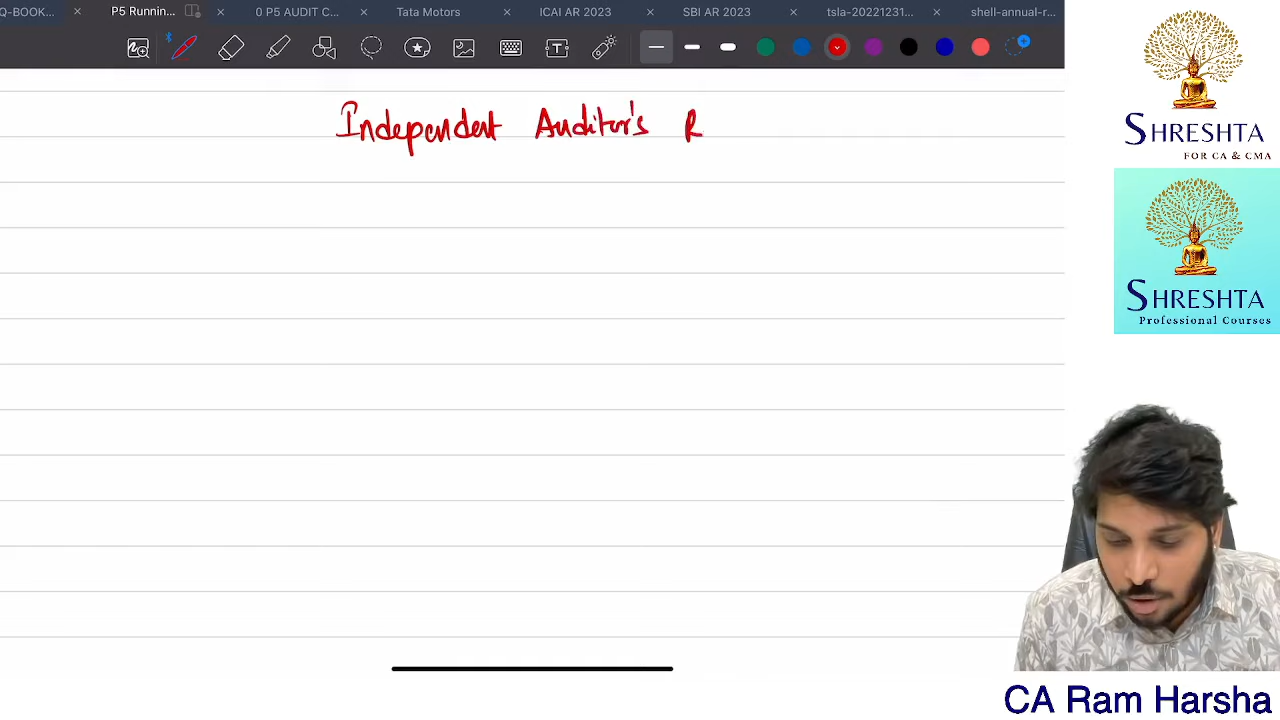 Q-BOOK... P5 Runnin... 0 P5 AUDIT C... Tata Motors ICAI AR 2023 SBI AR 2023 tsla-20221231... shell-annual-r...
Independent Auditor's R
SHRESHTA
FOR CA & CMA
SHRESHTA
Professional Courses
CA Ram Harsha